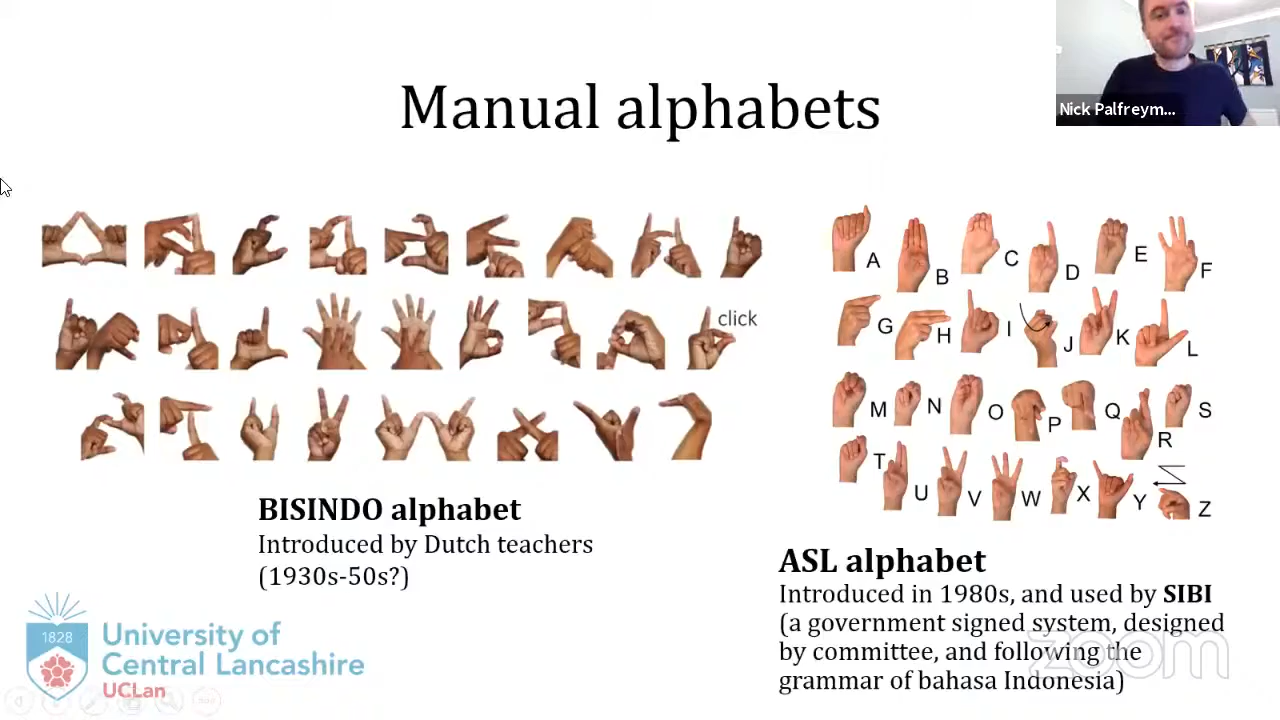 Nick Palfreym...
Manual alphabets
click
BISINDO alphabet
Introduced by Dutch teachers
(1930s-50s?)
A
B
C
D
E
F
G
H
I
J
K
L
M
N
O
P
Q
R
S
T
U
V
W
X
Y
Z
ASL alphabet
Introduced in 1980s, and used by SIBI
(a government signed system, designed
by committee, and following the
grammar of bahasa Indonesia)
1828
University of
Central Lancashire
UCLan
zoom